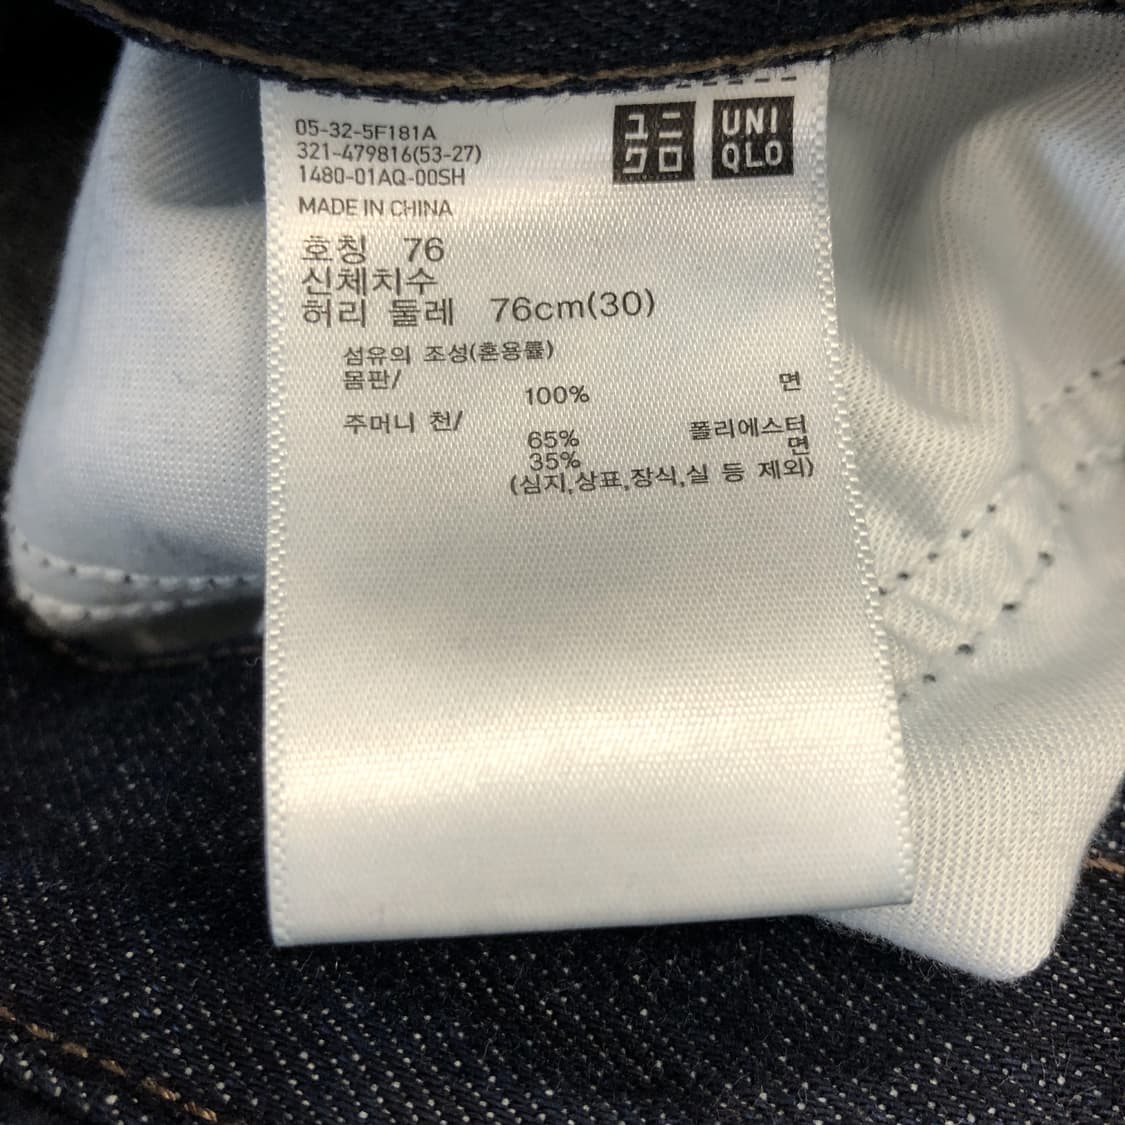 05-32-5F181A
321-479816(53-27)
1480-01AQ-00SH
MADE IN CHINA
ユニ
クロ
UNI
QLO
호칭 76
신체치수
허리 둘레 76cm(30)
섬유의 조성(혼용률)
몸판/
100% 면
주머니 천/
65% 폴리에스터
35% 면
(심지,상표,장식,실 등 제외)